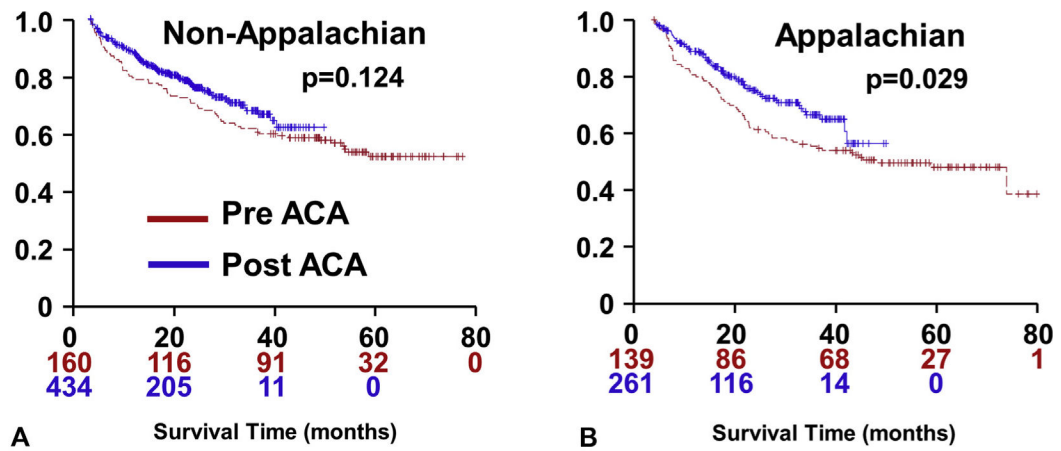 Non-Appalachian
p=0.124
1.0
0.8
0.6
0.4
0.2
0
Pre ACA
Post ACA
0 20 40 60 80
160 116 91 32 0
434 205 11 0
A Survival Time (months)
Appalachian
p=0.029
1.0
0.8
0.6
0.4
0.2
0
0 20 40 60 80
139 86 68 27 1
261 116 14 0
B Survival Time (months)